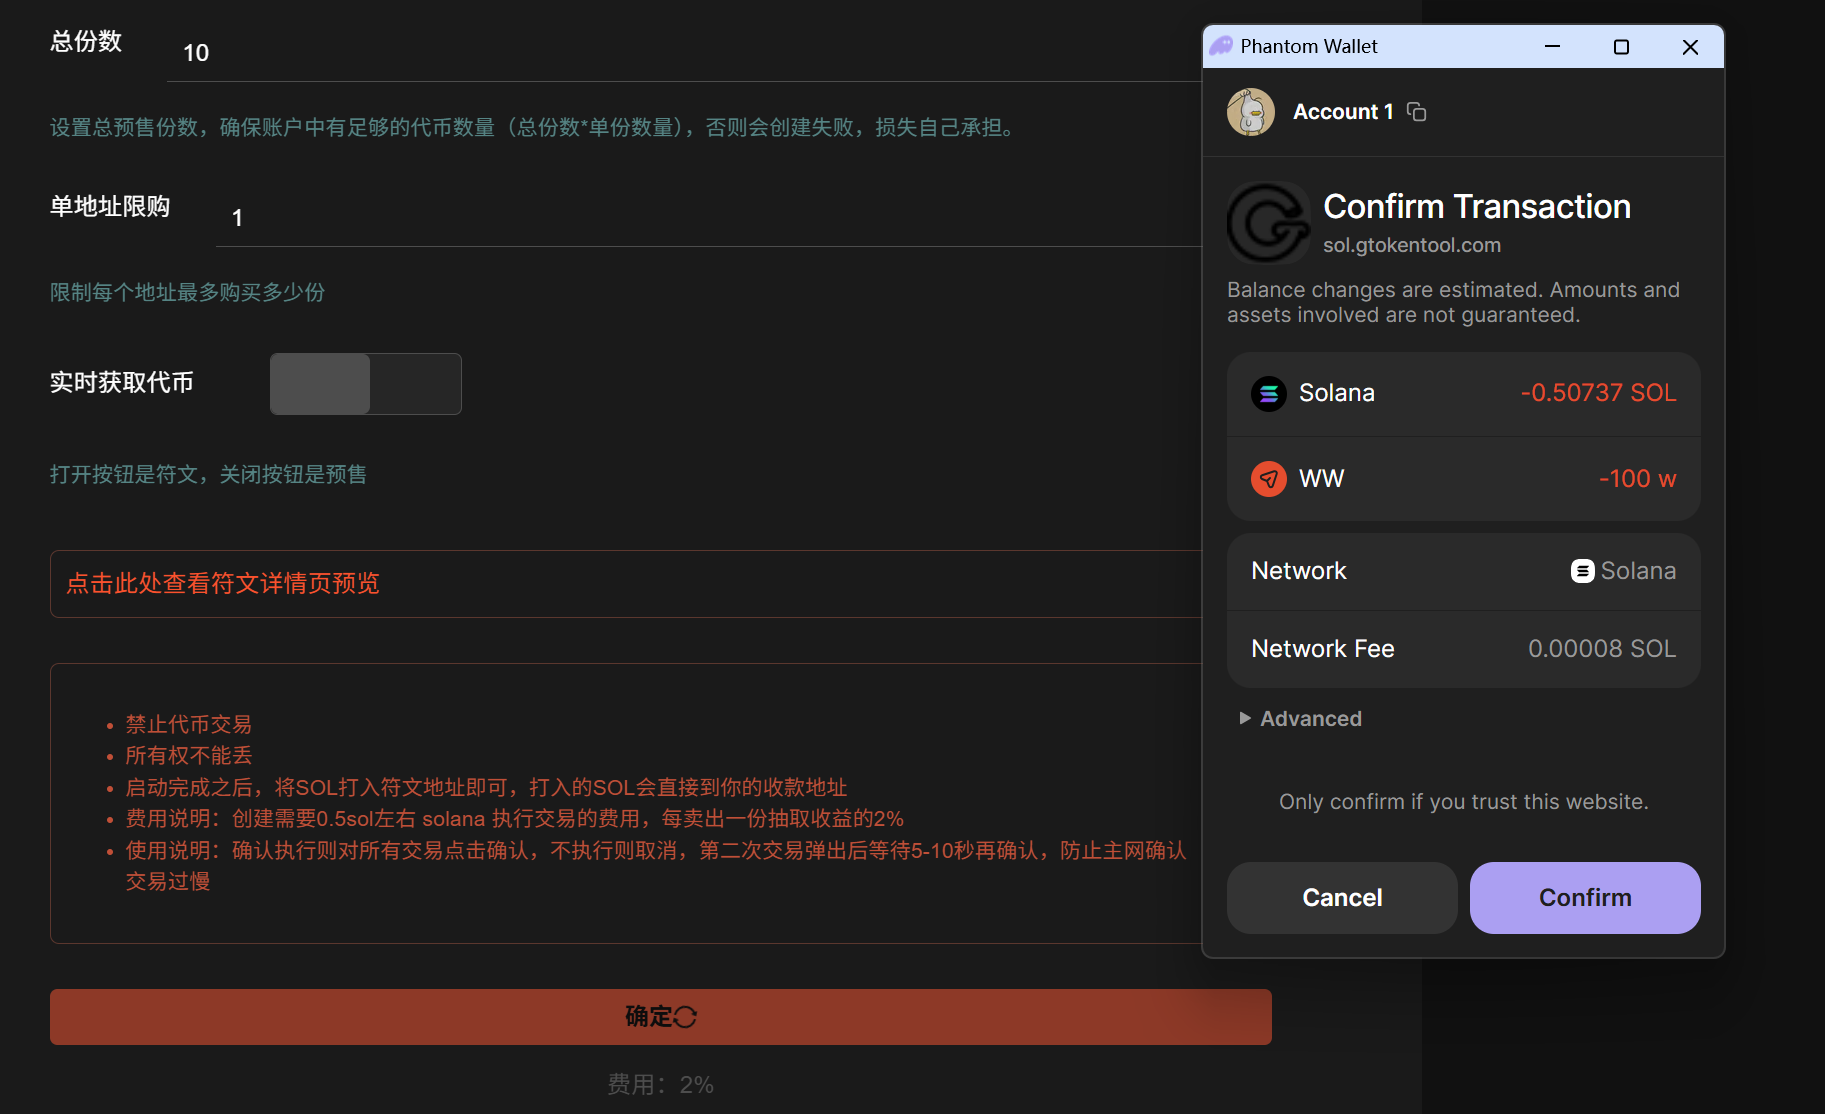 总份数
10
设置总预售份数，确保账户中有足够的代币数量（总份数*单份数量），否则会创建失败，损失自己承担。
单地址限购
1
限制每个地址最多购买多少份
实时获取代币
打开按钮是符文，关闭按钮是预售
点击此处查看符文详情页预览
• 禁止代币交易
• 所有权不能丢
• 启动完成之后，将SOL打入符文地址即可，打入的SOL会直接到你的收款地址
• 费用说明：创建需要0.5sol左右 solana 执行交易的费用，每卖出一份抽取收益的2%
• 使用说明：确认执行则对所有交易点击确认，不执行则取消，第二次交易弹出后等待5-10秒再确认，防止主网确认
交易过慢
确定
费用：2%
Phantom Wallet
Account 1
Confirm Transaction
sol.gtokentool.com
Balance changes are estimated. Amounts and
assets involved are not guaranteed.
Solana -0.50737 SOL
WW -100 w
Network Solana
Network Fee 0.00008 SOL
Advanced
Only confirm if you trust this website.
Cancel Confirm